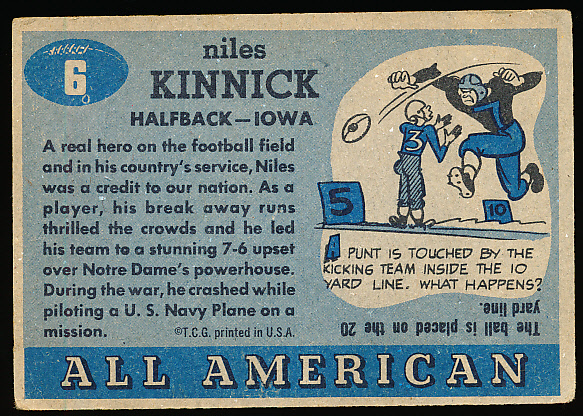 6
niles
KINNICK
HALFBACK—IOWA
A real hero on the football field
and in his country's service, Niles
was a credit to our nation. As a
player, his break away runs
thrilled the crowds and he led
his team to a stunning 7-6 upset
over Notre Dame's powerhouse.
During the war, he crashed while
piloting a U. S. Navy Plane on a
mission.
©T.C.G. printed in U.S.A.
3
5
10
A PUNT IS TOUCHED BY THE
KICKING TEAM INSIDE THE 10
YARD LINE. WHAT HAPPENS?
The ball is placed on the 20
yard line.
ALL AMERICAN